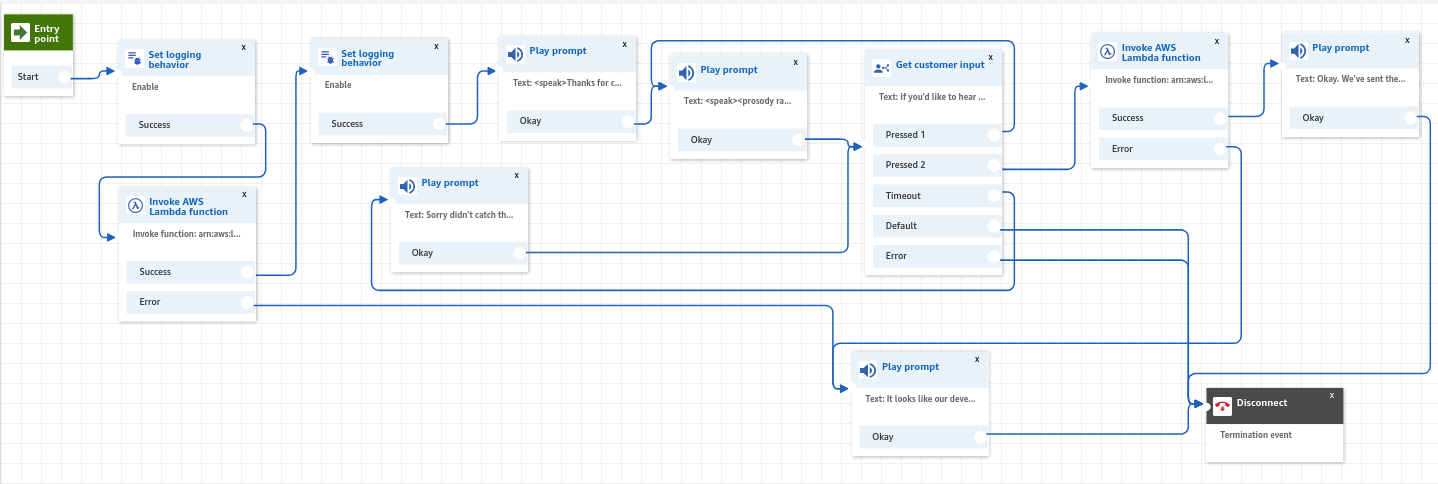 Entry
point
Start
x
Set logging
behavior
Enable
Success
x
Invoke AWS
Lambda function
Invoke function: arn:aws:l...
Success
Error
x
Set logging
behavior
Enable
Success
x
Play prompt
Text: <speak>Thanks for c...
Okay
x
Play prompt
Text: Sorry didn't catch th...
Okay
x
Play prompt
Text: <speak><prosody ra...
Okay
x
Get customer input
Text: If you'd like to hear ...
Pressed 1
Pressed 2
Timeout
Default
Error
x
Invoke AWS
Lambda function
Invoke function: arn:aws:l...
Success
Error
x
Play prompt
Text: Okay. We've sent the...
Okay
x
Play prompt
Text: It looks like our deve...
Okay
x
Disconnect
Termination event